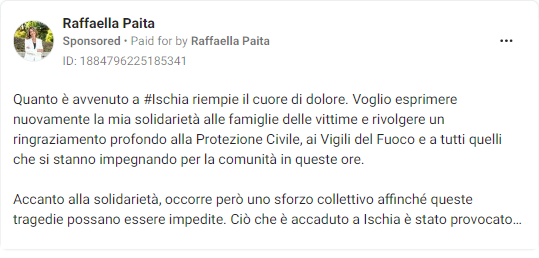 Raffaella Paita
Sponsored • Paid for by Raffaella Paita
ID: 1884796225185341
Quanto è avvenuto a #Ischia riempie il cuore di dolore. Voglio esprimere
nuovamente la mia solidarietà alle famiglie delle vittime e rivolgere un
ringraziamento profondo alla Protezione Civile, ai Vigili del Fuoco e a tutti quelli
che si stanno impegnando per la comunità in queste ore.
Accanto alla solidarietà, occorre però uno sforzo collettivo affinché queste
tragedie possano essere impedite. Ciò che è accaduto a Ischia è stato provocato...